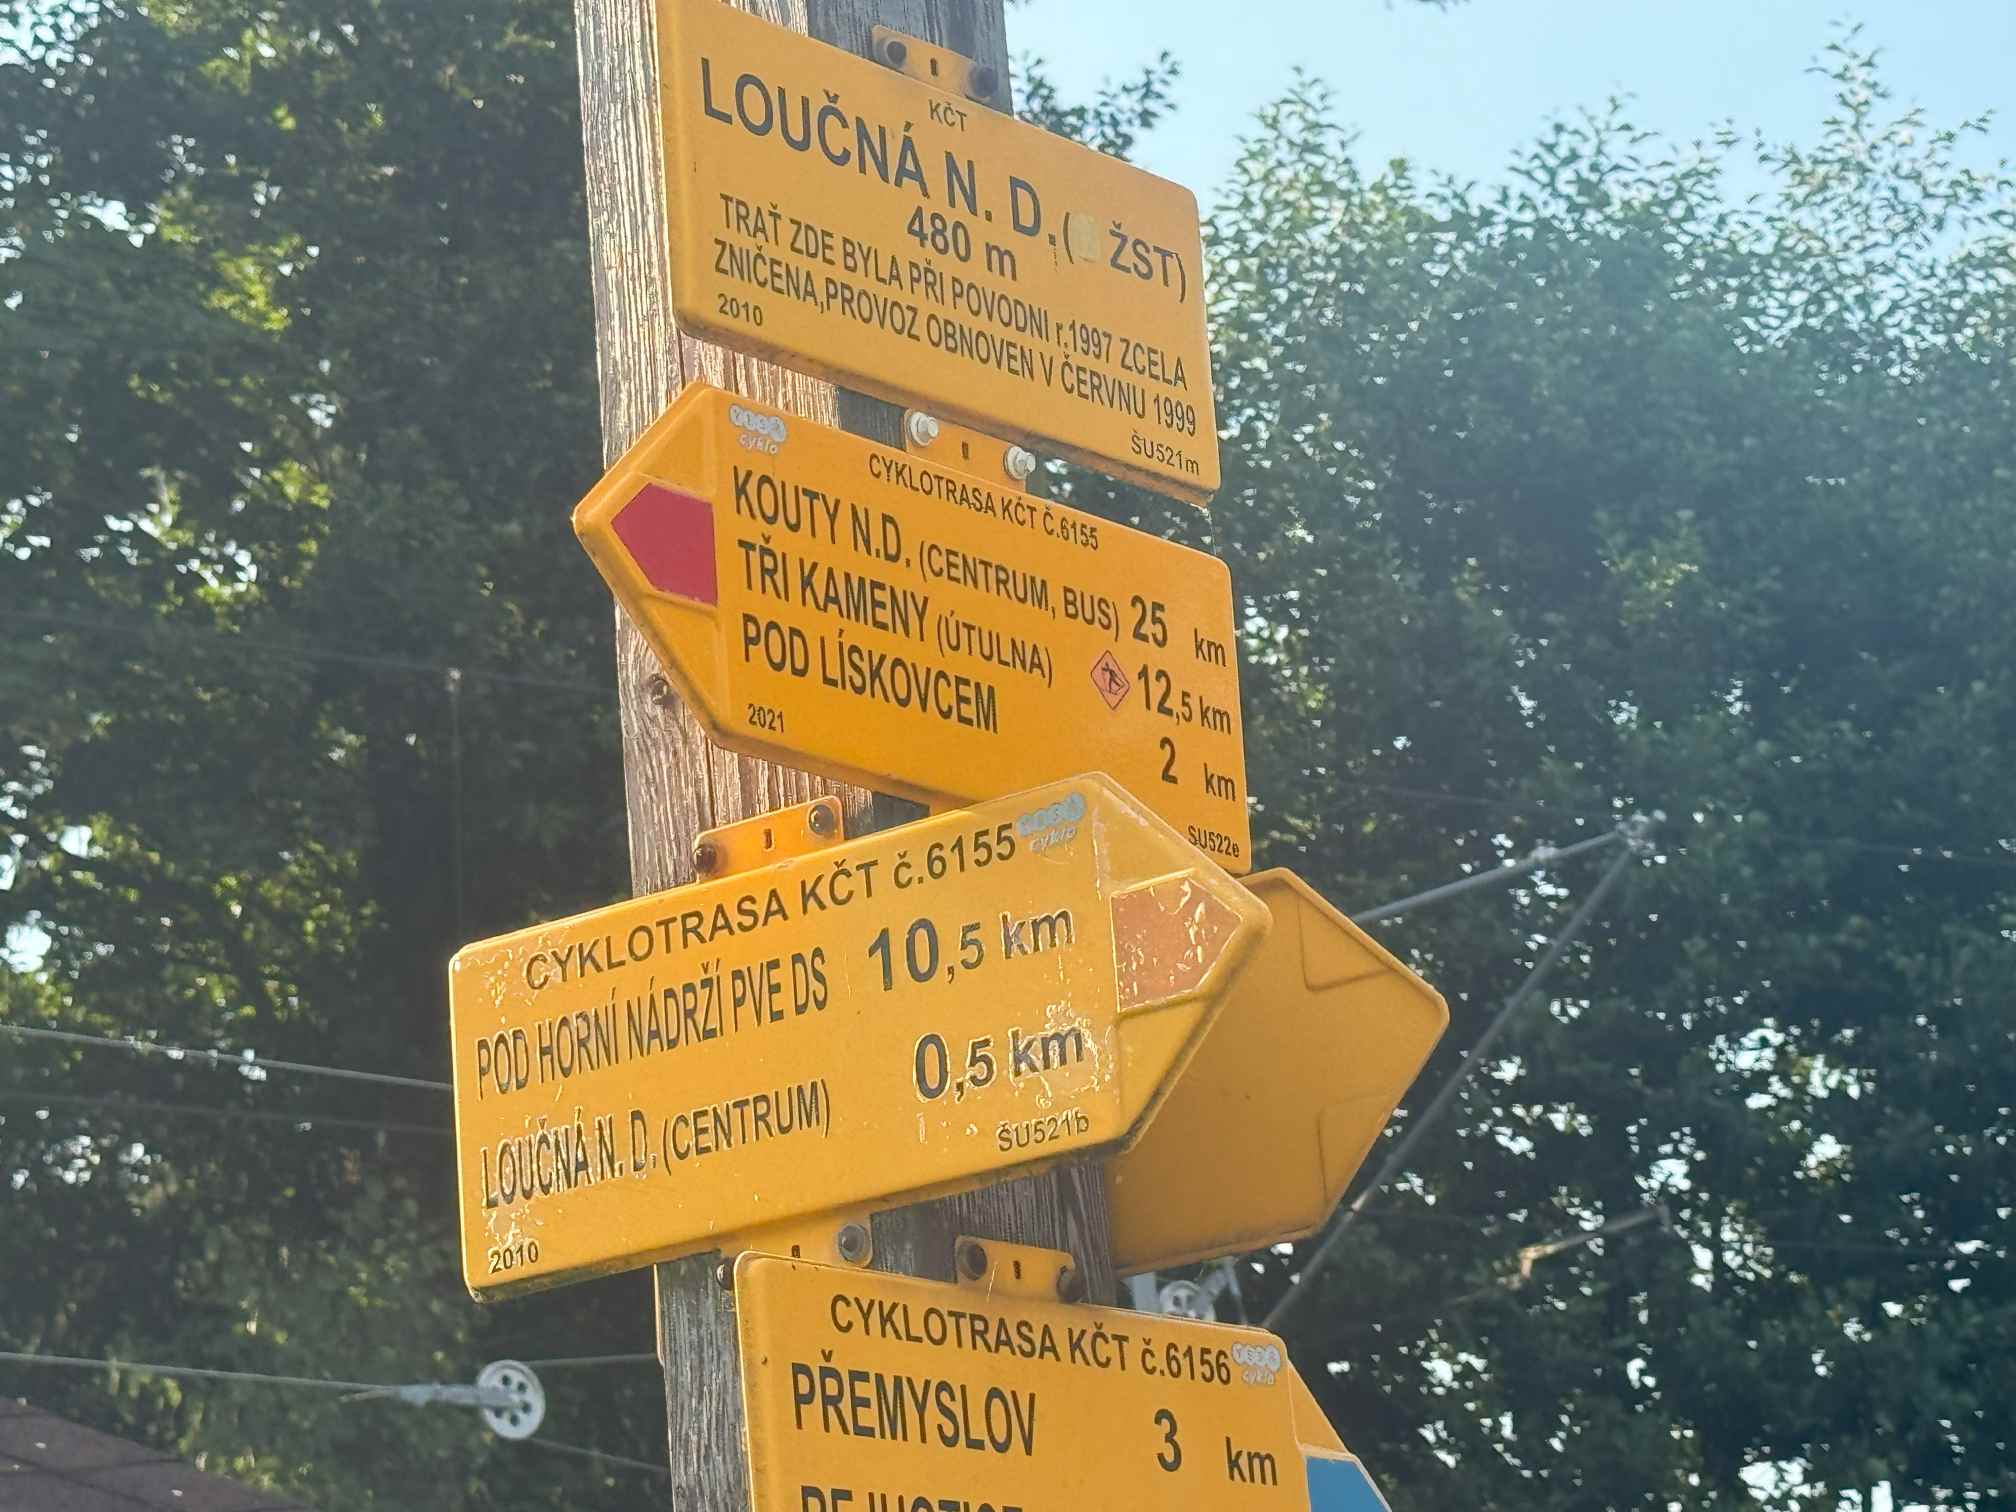 KČT
LOUČNÁ N. D. ( ŽST)
480 m
TRAŤ ZDE BYLA PŘI POVODNI r.1997 ZCELA
ZNIČENA,PROVOZ OBNOVEN V ČERVNU 1999
2010
ŠU521m
cyklo
CYKLOTRASA KČT Č.6155
KOUTY N.D. (CENTRUM, BUS) 25 km
TŘI KAMENY (ÚTULNA) 12,5 km
POD LÍSKOVCEM 2 km
2021
SU522e
CYKLOTRASA KČT č.6155
cyklo
POD HORNÍ NÁDRŽÍ PVE DS 10,5 km
LOUČNÁ N. D. (CENTRUM) 0,5 km
2010
ŠU521b
CYKLOTRASA KČT č.6156
cyklo
PŘEMYSLOV 3 km